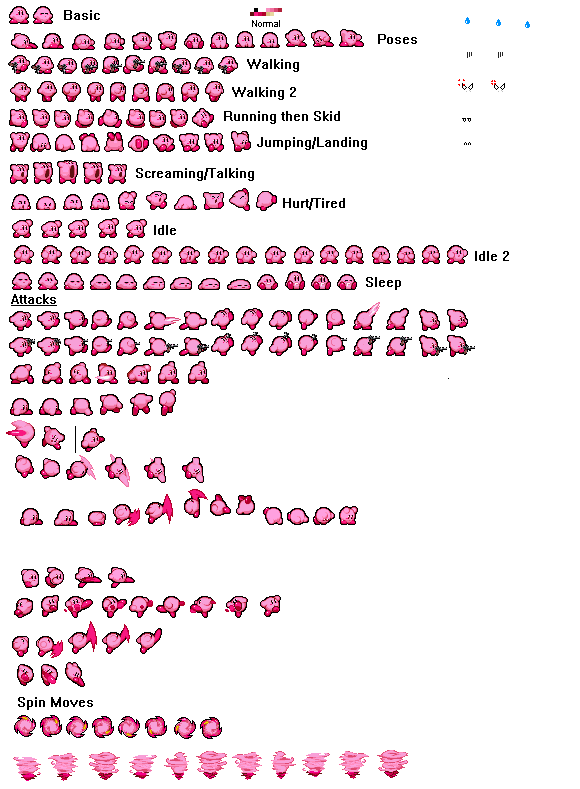 Basic
Normal
Poses
Walking
Walking 2
Running then Skid
Jumping/Landing
Screaming/Talking
Hurt/Tired
Idle
Idle 2
Sleep
Attacks
Spin Moves